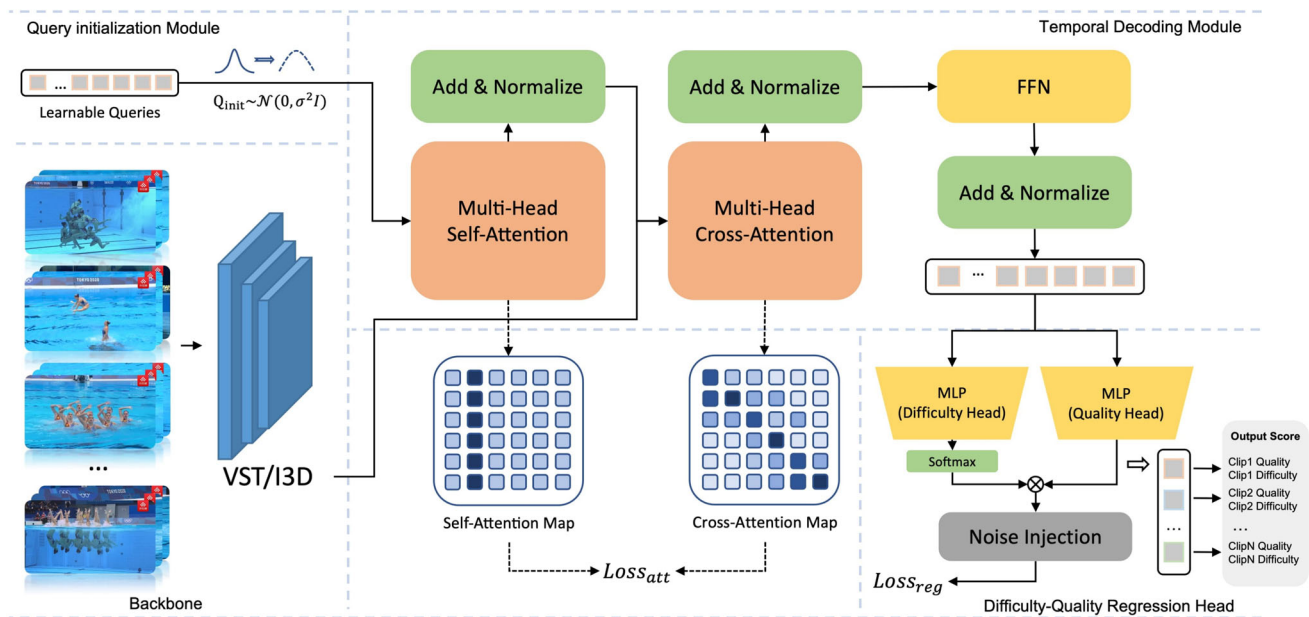 Query initialization Module
...
Learnable Queries
Q_init~𝒩(0, σ²I)
Temporal Decoding Module
Add & Normalize
Add & Normalize
FFN
Multi-Head
Self-Attention
Multi-Head
Cross-Attention
Add & Normalize
...
...
VST/I3D
Backbone
Self-Attention Map
Cross-Attention Map
Loss_att
MLP
(Difficulty Head)
MLP
(Quality Head)
Softmax
Noise Injection
Loss_reg
Output Score
Clip1 Quality
Clip1 Difficulty
Clip2 Quality
Clip2 Difficulty
...
...
ClipN Quality
ClipN Difficulty
Difficulty-Quality Regression Head